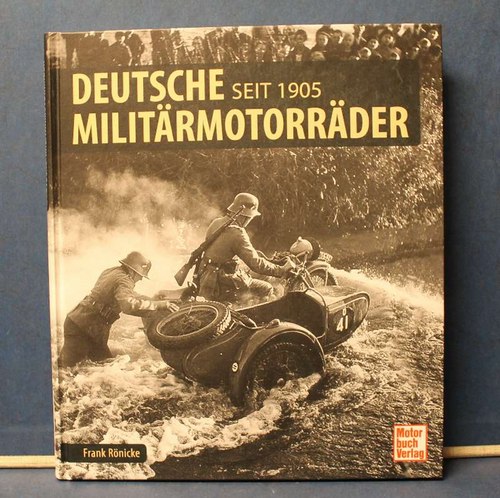 DEUTSCHE SEIT 1905
MILITÄRMOTORRÄDER
41
Frank Rönicke
Motor
buch
Verlag